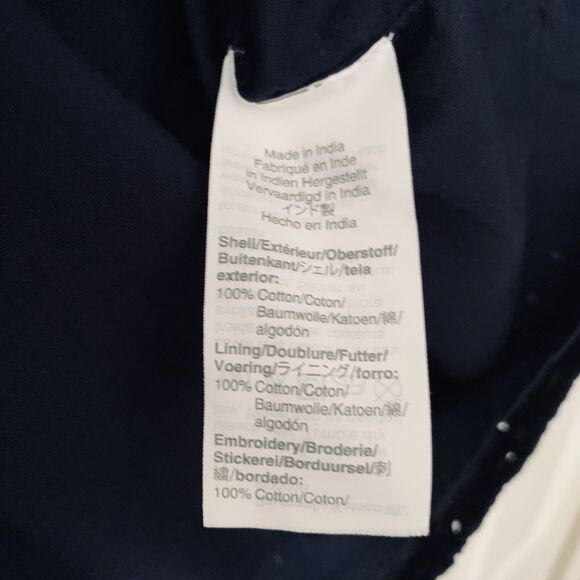 Made in India
Fabriqué en Inde
in Indien Hergestellt
Vervaardigd in India
インド製
Hecho en India
Shell/Extérieur/Oberstoff/
Buitenkant/シェル/tela
exterior:
100% Cotton/Coton/
Baumwolle/Katoen/綿/
algodón
Lining/Doublure/Futter/
Voering/ライニング/forro:
100% Cotton/Coton/
Baumwolle/Katoen/綿/
algodón
Embroidery/Broderie/
Stickerei/Borduursel/刺
繍/bordado:
100% Cotton/Coton/